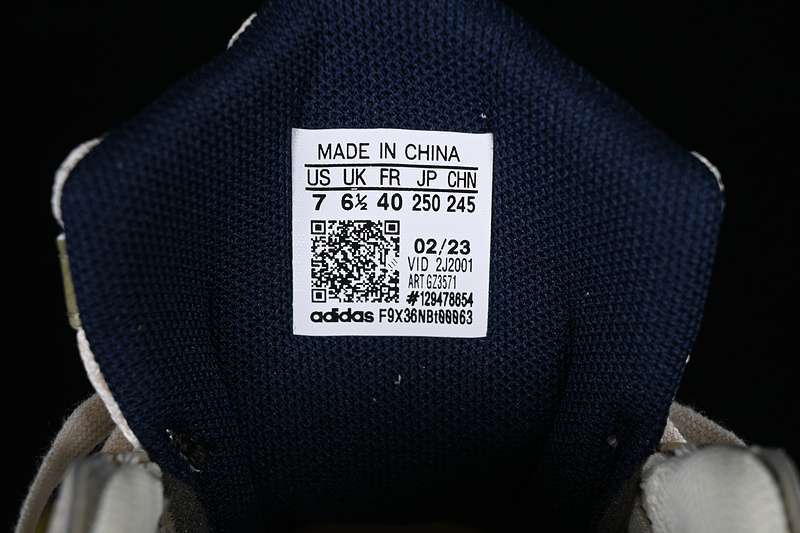 MADE IN CHINA
US UK FR JP CHN
7 6½ 40 250 245
02/23
VID 2J2001
ART GZ3571
#129478654
adidas F9X36NBt00063